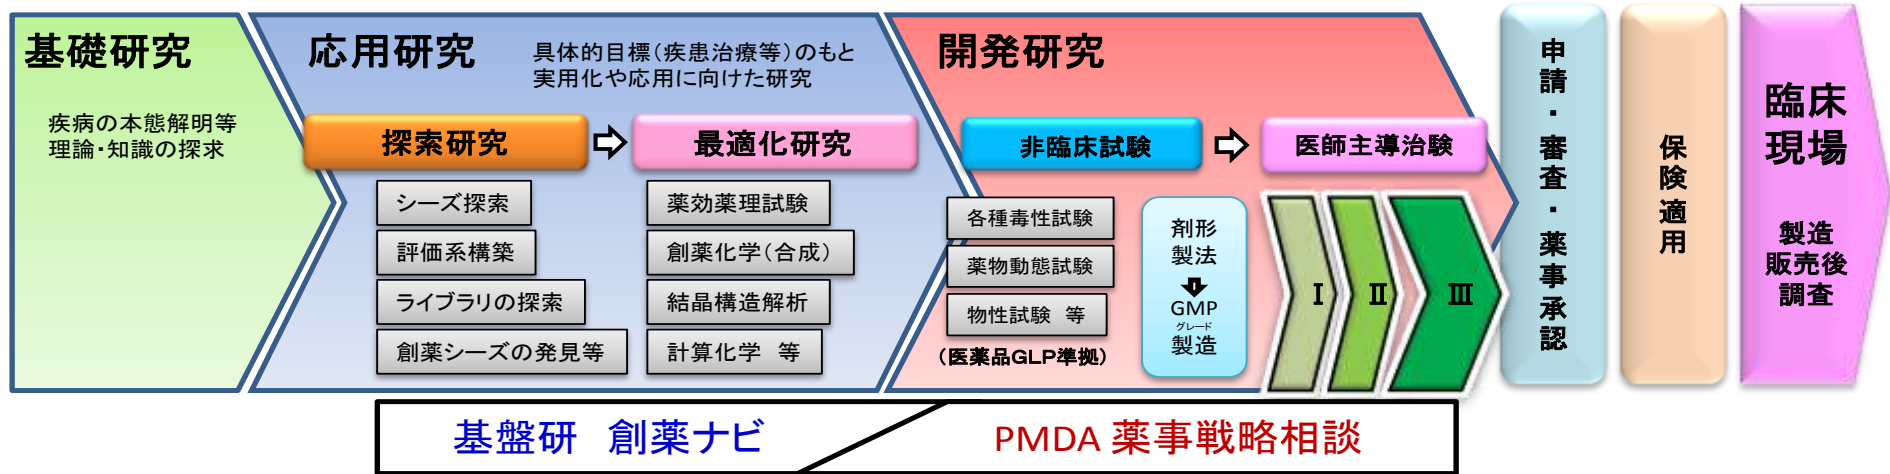 基礎研究
疾病の本態解明等
理論・知識の探求
応用研究
具体的目標（疾患治療等）のもと
実用化や応用に向けた研究
探索研究
シーズ探索
評価系構築
ライブラリの探索
創薬シーズの発見等
最適化研究
薬効薬理試験
創薬化学（合成）
結晶構造解析
計算化学　等
開発研究
非臨床試験
各種毒性試験
薬物動態試験
物性試験　等
（医薬品GLP準拠）
剤形
製法
GMP
グレード
製造
医師主導治験
Ⅰ
Ⅱ
Ⅲ
申請・審査・薬事承認
保険適用
臨床
現場
製造
販売後
調査
基盤研　創薬ナビ
PMDA 薬事戦略相談